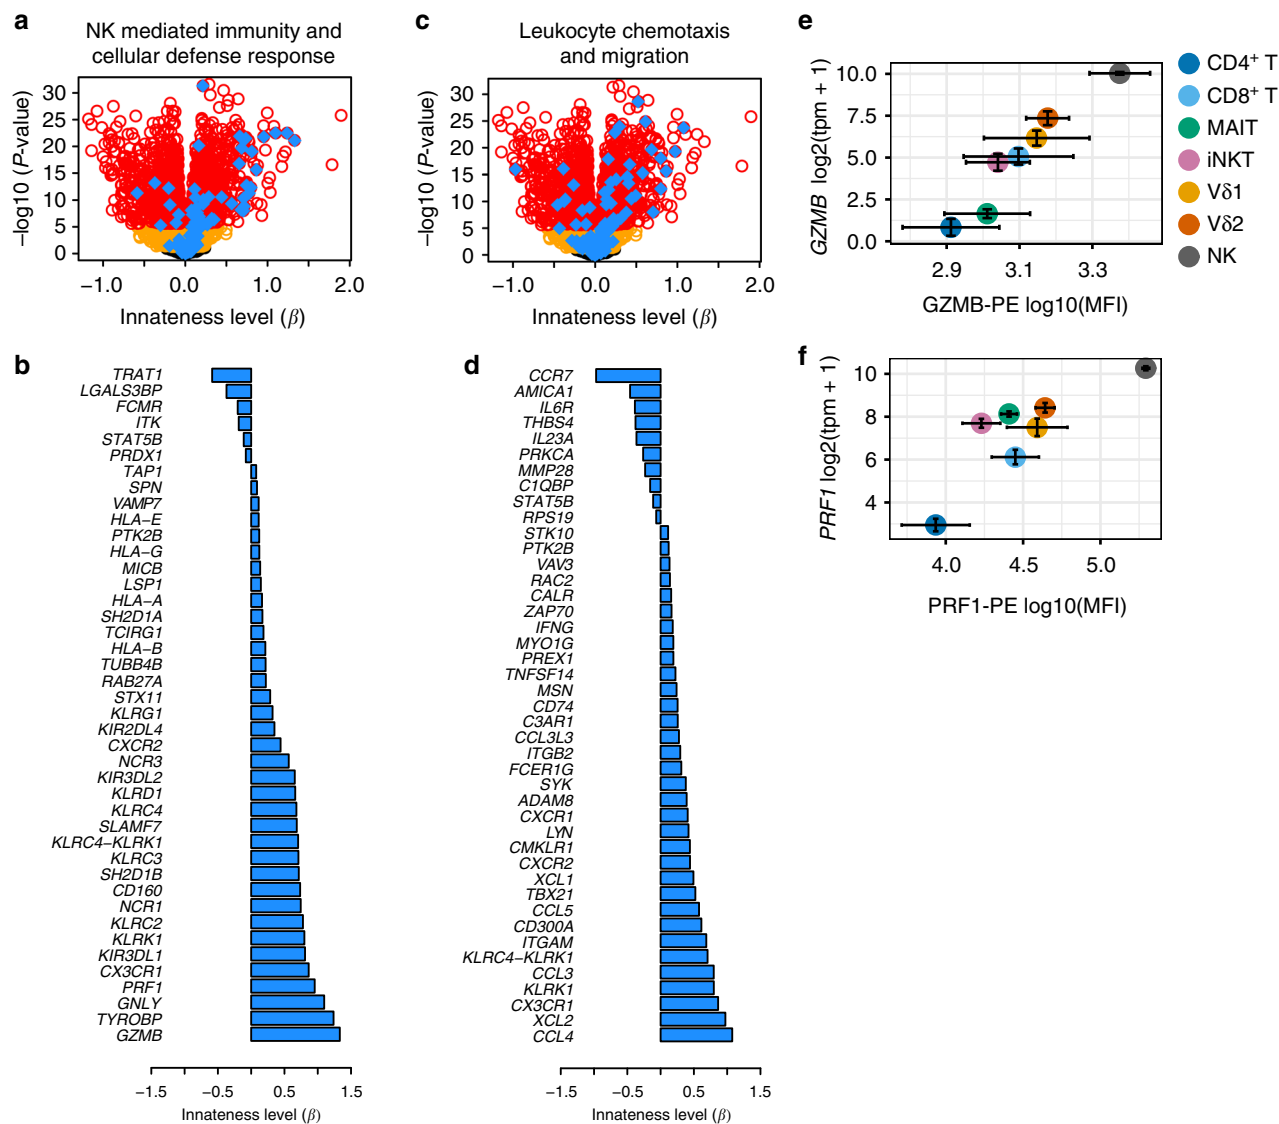 a
NK mediated immunity and
cellular defense response
−log10 (P-value)
30
25
20
15
10
5
0
−1.0
0.0
1.0
2.0
Innateness level (β)
c
Leukocyte chemotaxis
and migration
−log10 (P-value)
30
25
20
15
10
5
0
−1.0
0.0
1.0
2.0
Innateness level (β)
e
GZMB log2(tpm + 1)
10.0
7.5
5.0
2.5
0.0
2.9
3.1
3.3
GZMB-PE log10(MFI)
CD4⁺ T
CD8⁺ T
MAIT
iNKT
Vδ1
Vδ2
NK
b
TRAT1
LGALS3BP
FCMR
ITK
STAT5B
PRDX1
TAP1
SPN
VAMP7
HLA−E
PTK2B
HLA−G
MICB
LSP1
HLA−A
SH2D1A
TCIRG1
HLA−B
TUBB4B
RAB27A
STX11
KLRG1
KIR2DL4
CXCR2
NCR3
KIR3DL2
KLRD1
KLRC4
SLAMF7
KLRC4−KLRK1
KLRC3
SH2D1B
CD160
NCR1
KLRC2
KLRK1
KIR3DL1
CX3CR1
PRF1
GNLY
TYROBP
GZMB
−1.5
−0.5
0.5
1.5
Innateness level (β)
d
CCR7
AMICA1
IL6R
THBS4
IL23A
PRKCA
MMP28
C1QBP
STAT5B
RPS19
STK10
PTK2B
VAV3
RAC2
CALR
ZAP70
IFNG
MYO1G
PREX1
TNFSF14
MSN
CD74
C3AR1
CCL3L3
ITGB2
FCER1G
SYK
ADAM8
CXCR1
LYN
CMKLR1
CXCR2
XCL1
TBX21
CCL5
CD300A
ITGAM
KLRC4−KLRK1
CCL3
KLRK1
CX3CR1
XCL2
CCL4
−1.5
−0.5
0.5
1.5
Innateness level (β)
f
PRF1 log2(tpm + 1)
10
8
6
4
4.0
4.5
5.0
PRF1-PE log10(MFI)